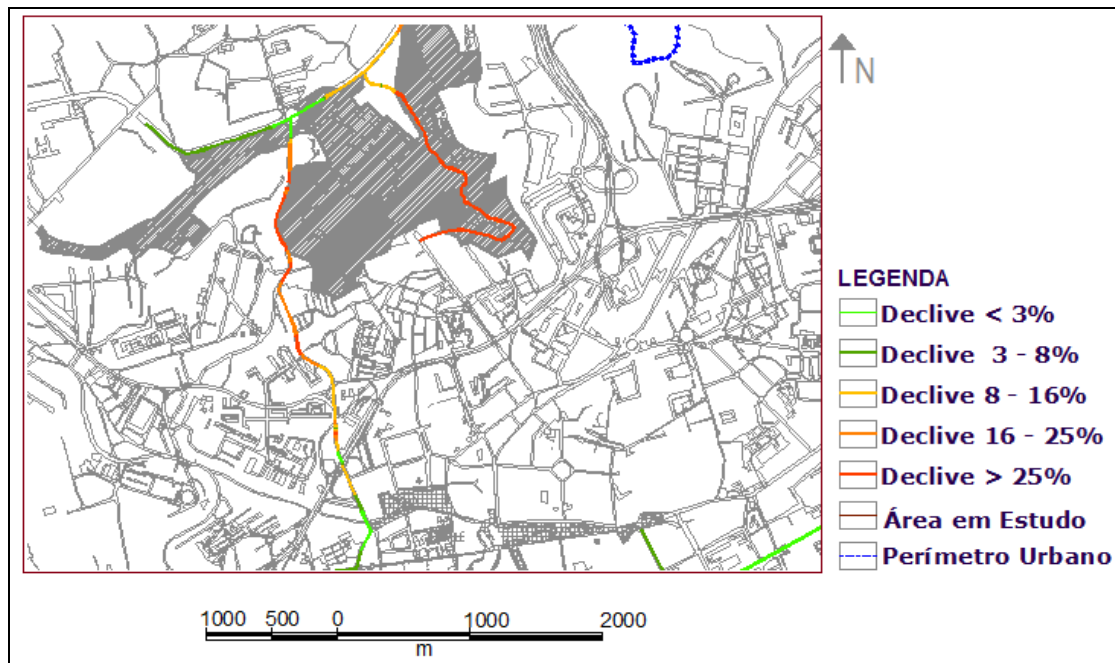 N
LEGENDA
Declive < 3%
Declive 3 - 8%
Declive 8 - 16%
Declive 16 - 25%
Declive > 25%
Área em Estudo
Perímetro Urbano
1000 500 0 1000 2000
m